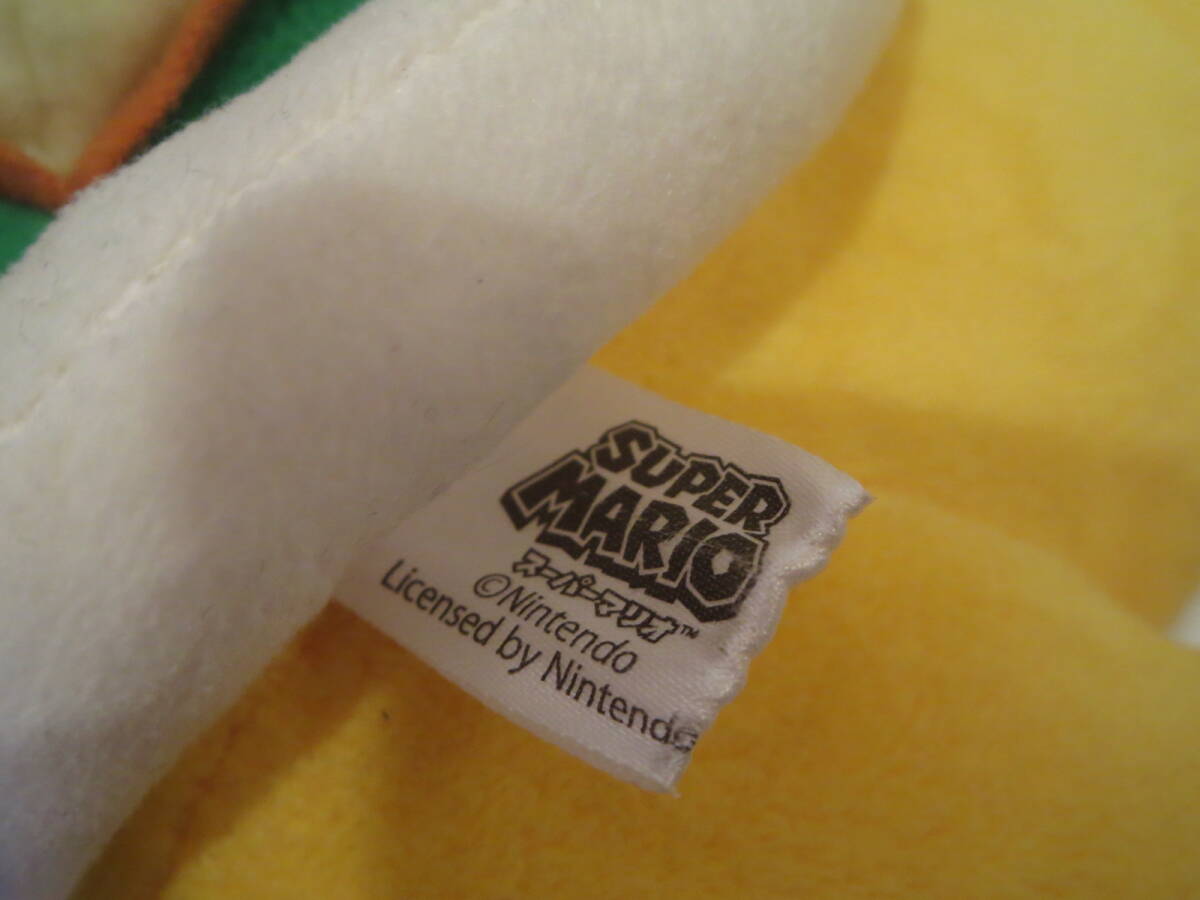 SUPER
MARIO
スーパーマリオ™
©Nintendo
Licensed by Nintendo